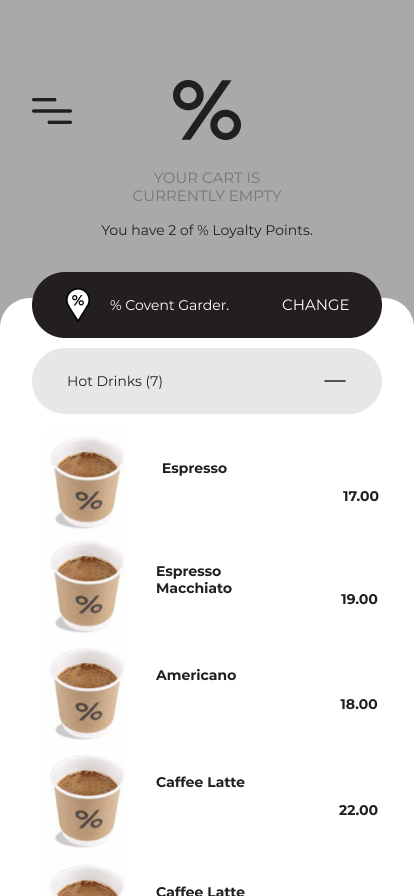 %
YOUR CART IS
CURRENTLY EMPTY
You have 2 of % Loyalty Points.
% % Covent Garder. CHANGE
Hot Drinks (7)
Espresso
%
17.00
Espresso
Macchiato
%
19.00
Americano
%
18.00
Caffee Latte
%
22.00
Caffee Latte